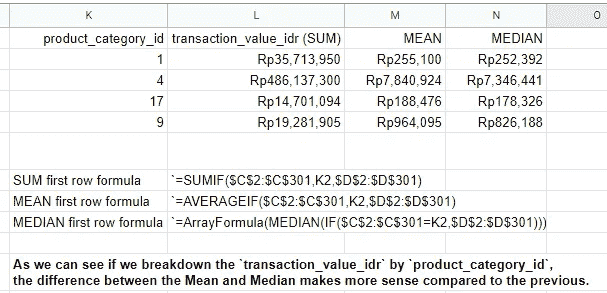 K L M N O
product_category_id transaction_value_idr (SUM) MEAN MEDIAN
1 Rp35,713,950 Rp255,100 Rp252,392
4 Rp486,137,300 Rp7,840,924 Rp7,346,441
17 Rp14,701,094 Rp188,476 Rp178,326
9 Rp19,281,905 Rp964,095 Rp826,188
SUM first row formula `=SUMIF($C$2:$C$301,K2,$D$2:$D$301)
MEAN first row formula `=AVERAGEIF($C$2:$C$301,K2,$D$2:$D$301)
MEDIAN first row formula `=ArrayFormula(MEDIAN(IF($C$2:$C$301=K2,$D$2:$D$301)))
As we can see if we breakdown the `transaction_value_idr` by `product_category_id`,
the difference between the Mean and Median makes more sense compared to the previous.